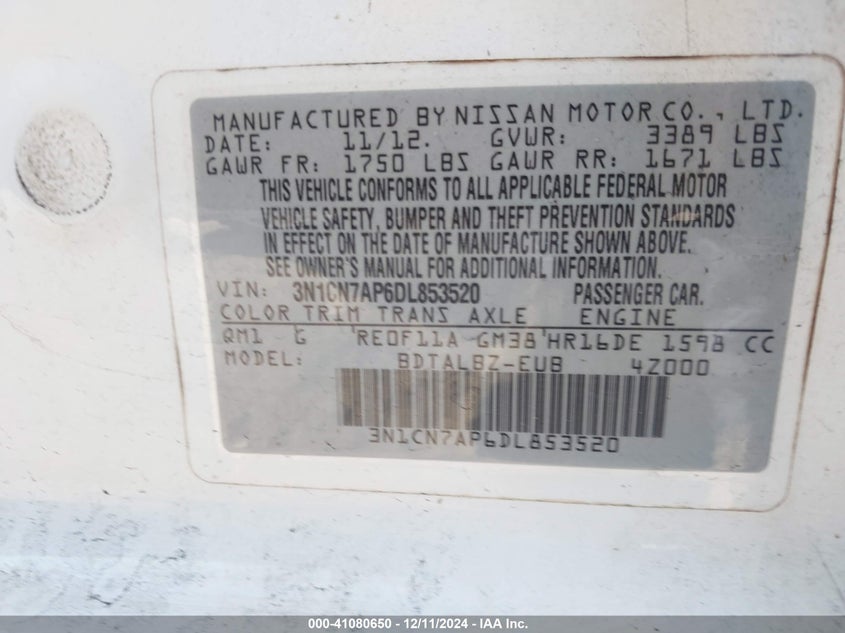 MANUFACTURED BY NISSAN MOTOR CO., LTD.
DATE: 11/12. GVWR: 3389 LBS
GAWR FR: 1750 LBS GAWR RR: 1671 LBS
THIS VEHICLE CONFORMS TO ALL APPLICABLE FEDERAL MOTOR
VEHICLE SAFETY, BUMPER AND THEFT PREVENTION STANDARDS
IN EFFECT ON THE DATE OF MANUFACTURE SHOWN ABOVE.
SEE OWNER'S MANUAL FOR ADDITIONAL INFORMATION.
VIN: 3N1CN7AP6DL853520 PASSENGER CAR.
COLOR TRIM TRANS AXLE ENGINE
QM1 G RE0F11A GM38 HR16DE 1598 CC
MODEL: BDTALBZ-EUB 4Z000
3N1CN7AP6DL853520
000-41080650 - 12/11/2024 - IAA Inc.